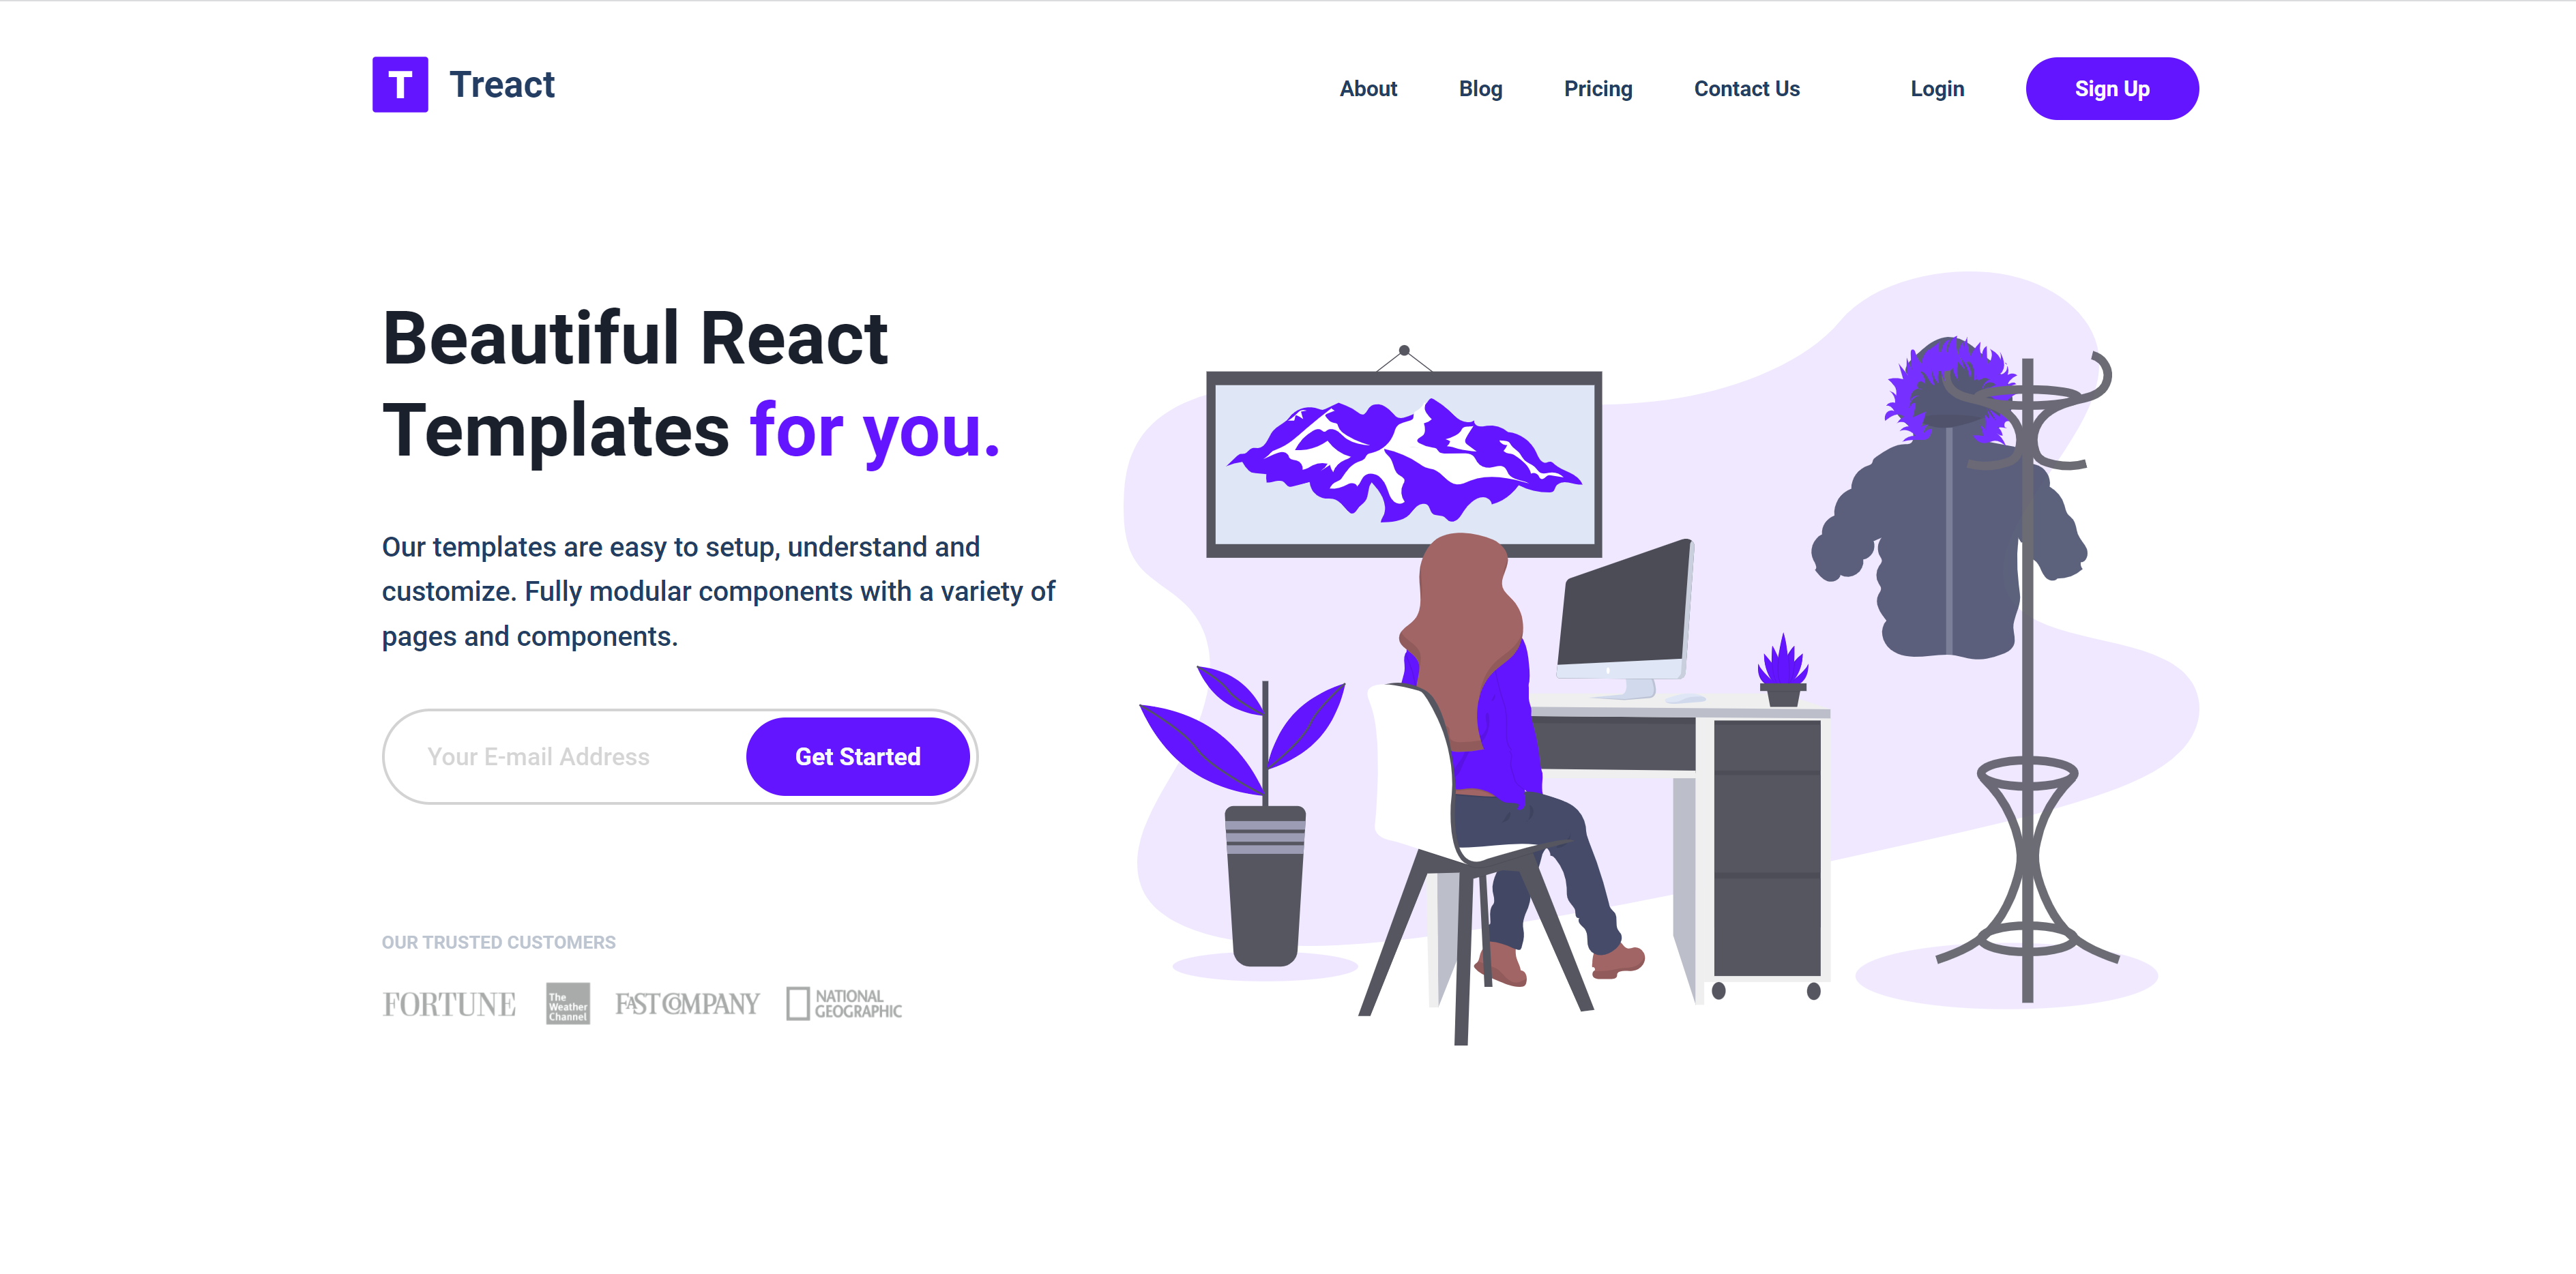 T Treact
About Blog Pricing Contact Us Login Sign Up
Beautiful React
Templates for you.
Our templates are easy to setup, understand and
customize. Fully modular components with a variety of
pages and components.
Your E-mail Address Get Started
OUR TRUSTED CUSTOMERS
FORTUNE
The
Weather
Channel
FAST COMPANY
NATIONAL
GEOGRAPHIC